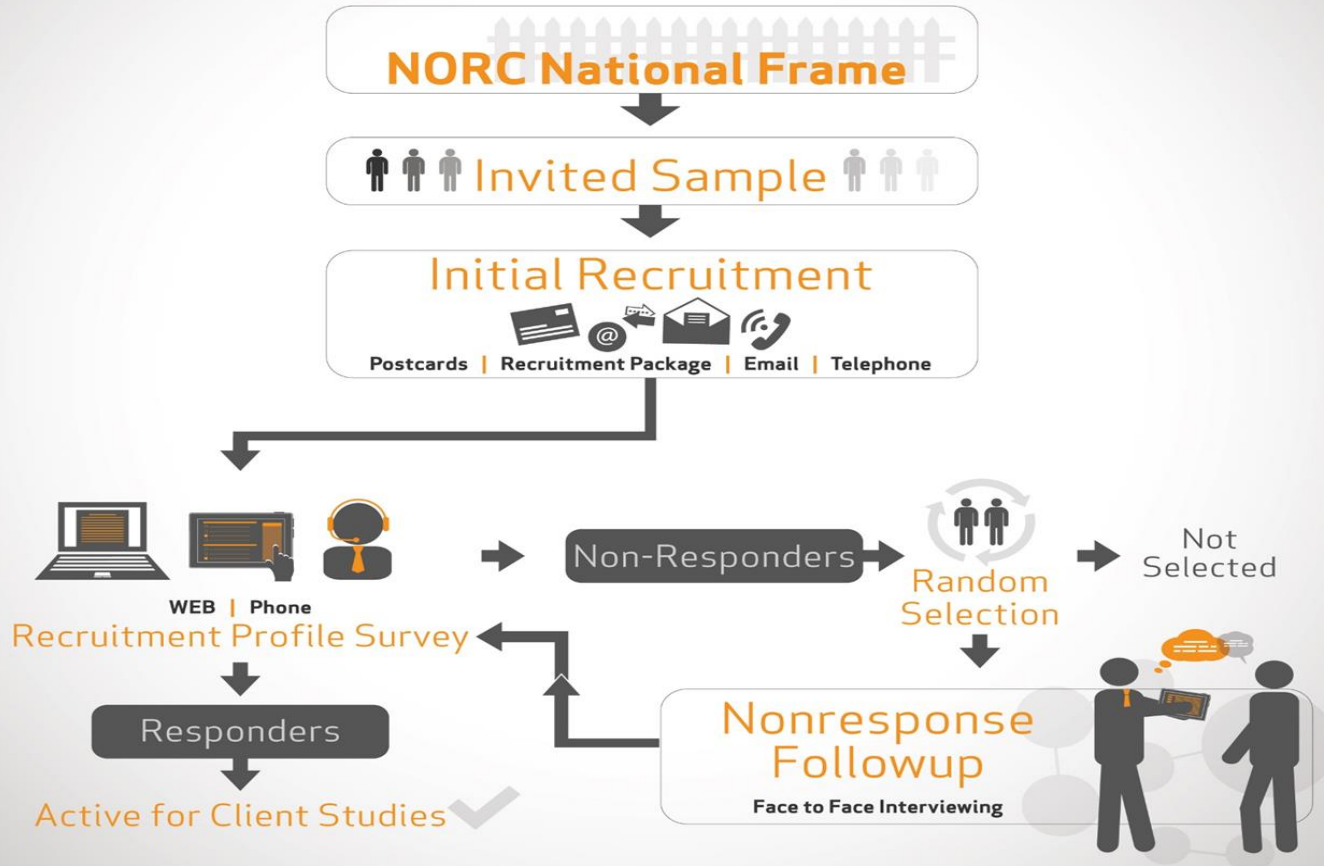 NORC National Frame
Invited Sample
Initial Recruitment
@
Postcards | Recruitment Package | Email | Telephone
WEB | Phone
Recruitment Profile Survey
Non-Responders
Random
Selection
Not
Selected
Responders
Active for Client Studies
Nonresponse
Followup
Face to Face Interviewing